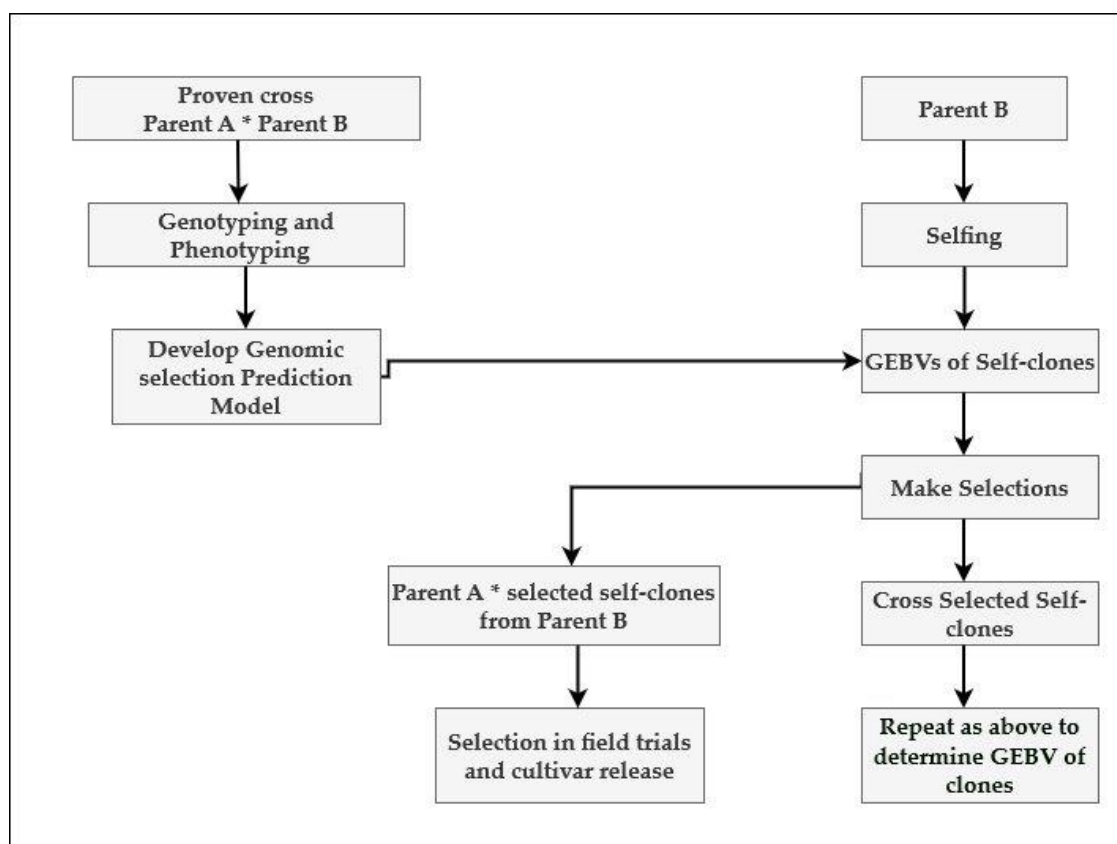 Proven cross
Parent A * Parent B
Genotyping and
Phenotyping
Develop Genomic
selection Prediction
Model
Parent B
Selfing
GEBVs of Self-clones
Make Selections
Parent A * selected self-clones
from Parent B
Selection in field trials
and cultivar release
Cross Selected Self-
clones
Repeat as above to
determine GEBV of
clones